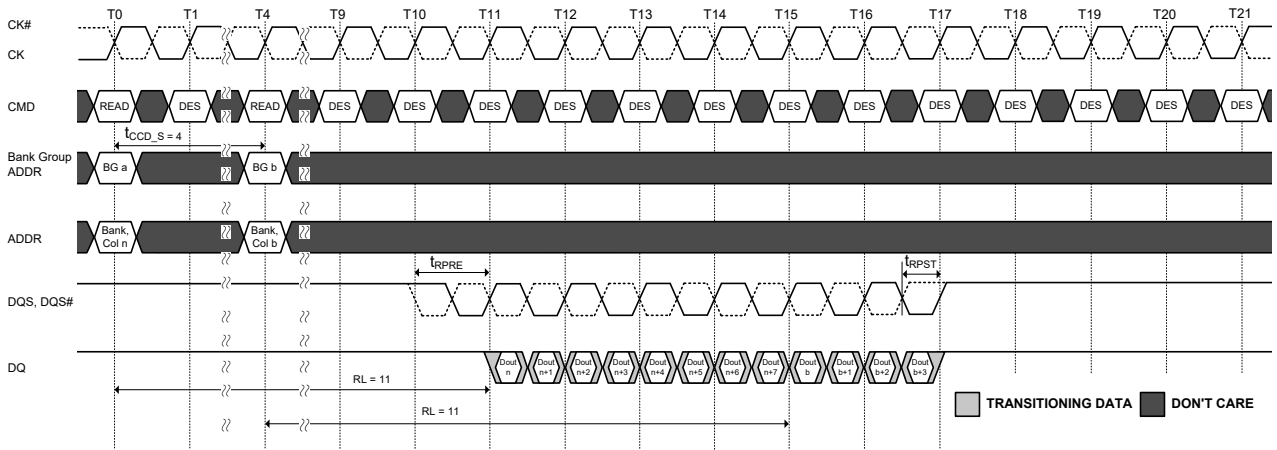 T0 T1 T4 T9 T10 T11 T12 T13 T14 T15 T16 T17 T18 T19 T20 T21
CK#
CK
CMD READ DES READ DES DES DES DES DES DES DES DES DES DES DES DES DES
tCCD_S = 4
Bank Group
ADDR
BG a BG b
ADDR
Bank, Col n
Bank, Col b
tRPRE tRPST
DQS, DQS#
DQ
Dout n
Dout n+1
Dout n+2
Dout n+3
Dout n+4
Dout n+5
Dout n+6
Dout n+7
Dout b
Dout b+1
Dout b+2
Dout b+3
RL = 11
RL = 11
TRANSITIONING DATA DON'T CARE